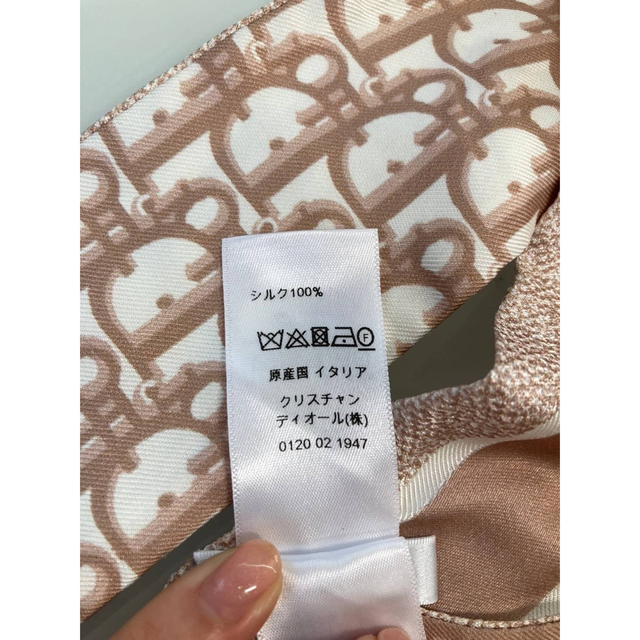 シルク100%
F
原産国 イタリア
クリスチャン
ディオール(株)
0120 02 1947